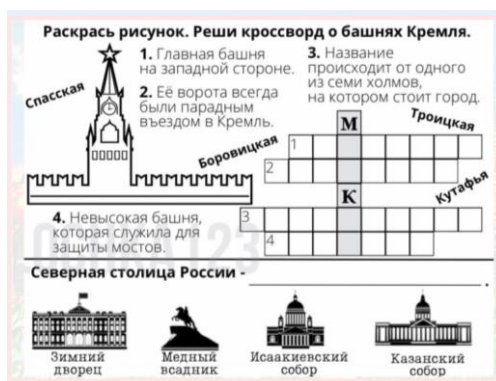 Раскрась рисунок. Реши кроссворд о башнях Кремля.
1. Главная башня
на западной стороне.
2. Её ворота всегда
были парадным
въездом в Кремль.
3. Название
происходит от одного
из семи холмов,
на котором стоит город.
Спасская
Боровицкая
Троицкая
Кутафья
М
1
2
К
3
4
4. Невысокая башня,
которая служила для
защиты мостов.
Северная столица России - .
Зимний
дворец
Медный
всадник
Исаакиевский
собор
Казанский
собор